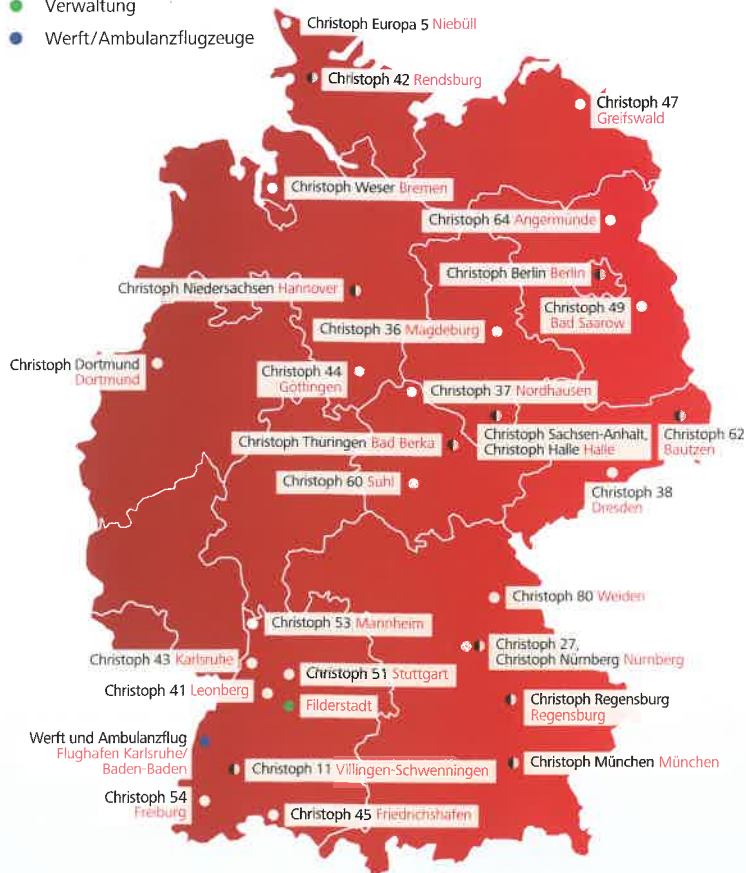 Verwaltung
Werft/Ambulanzflugzeuge
Christoph Europa 5 Niebüll
Christoph 42 Rendsburg
Christoph 47
Greifswald
Christoph Weser Bremen
Christoph 64 Angermünde
Christoph Berlin Berlin
Christoph Niedersachsen Hannover
Christoph 49
Bad Saarow
Christoph 36 Magdeburg
Christoph Dortmund
Dortmund
Christoph 44
Göttingen
Christoph 37 Nordhausen
Christoph Sachsen-Anhalt,
Christoph Halle Halle
Christoph 62
Bautzen
Christoph Thüringen Bad Berka
Christoph 60 Suhl
Christoph 38
Dresden
Christoph 80 Weiden
Christoph 53 Mannheim
Christoph 27,
Christoph Nürnberg Nürnberg
Christoph 43 Karlsruhe
Christoph 51 Stuttgart
Christoph 41 Leonberg
Filderstadt
Christoph Regensburg
Regensburg
Werft und Ambulanzflug
Flughafen Karlsruhe/
Baden-Baden
Christoph 11 Villingen-Schwenningen
Christoph München München
Christoph 54
Freiburg
Christoph 45 Friedrichshafen